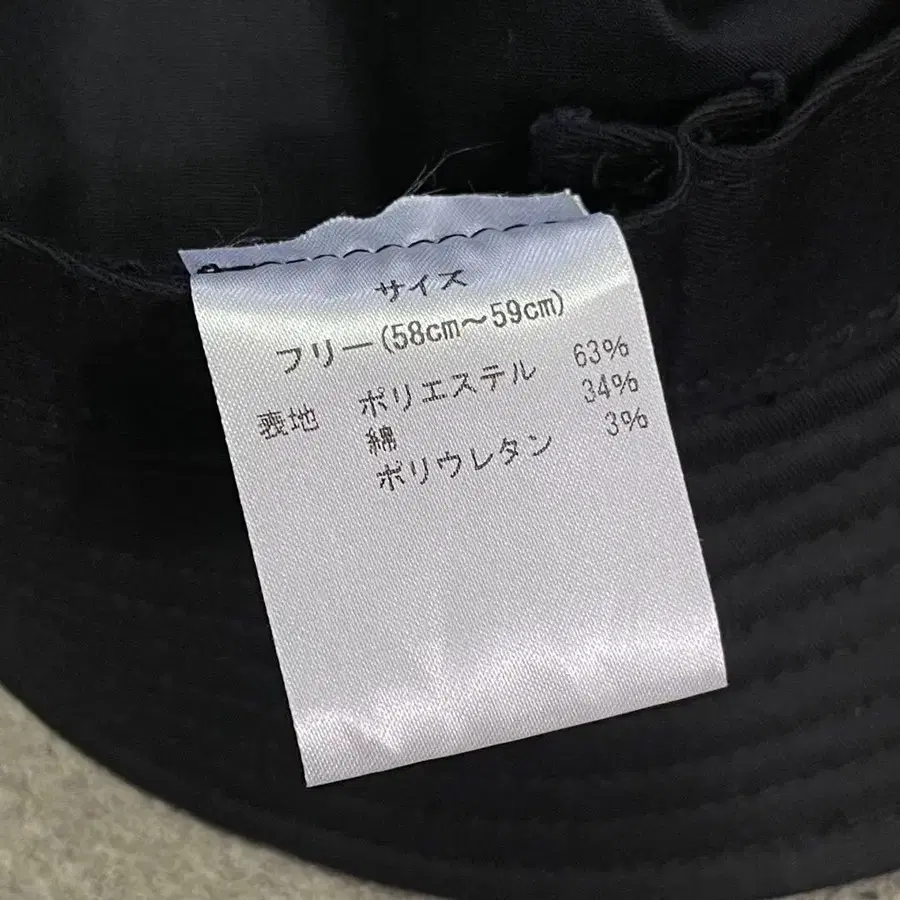 サイズ
フリー(58cm～59cm)
表地 ポリエステル 63%
綿 34%
ポリウレタン 3%